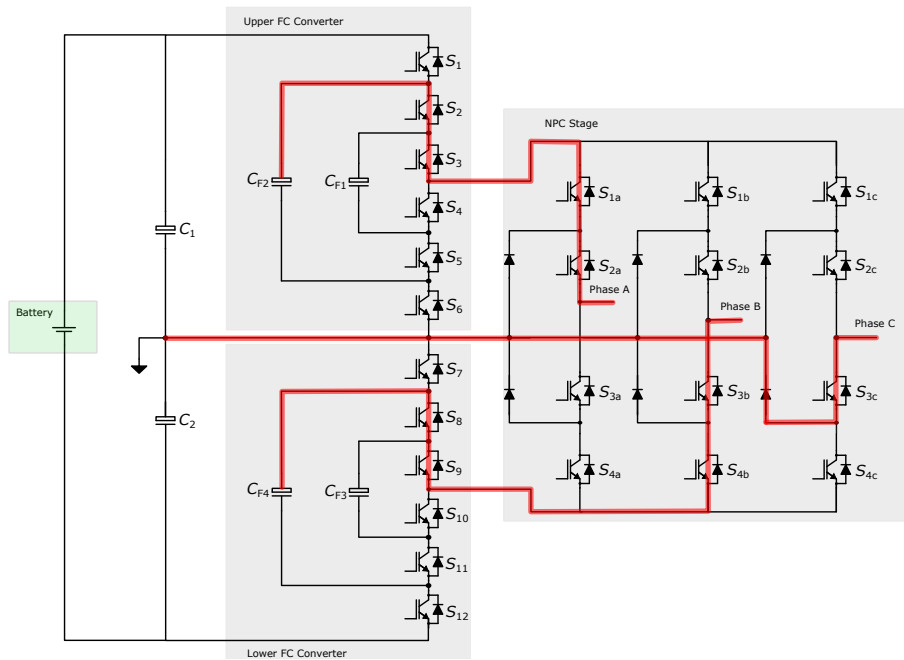 Upper FC Converter
S1
S2
S3
CF2
CF1
S4
S5
S6
C1
Battery
C2
NPC Stage
S1a
S1b
S1c
S2a
S2b
S2c
Phase A
Phase B
Phase C
S3a
S3b
S3c
S4a
S4b
S4c
S7
S8
S9
CF4
CF3
S10
S11
S12
Lower FC Converter